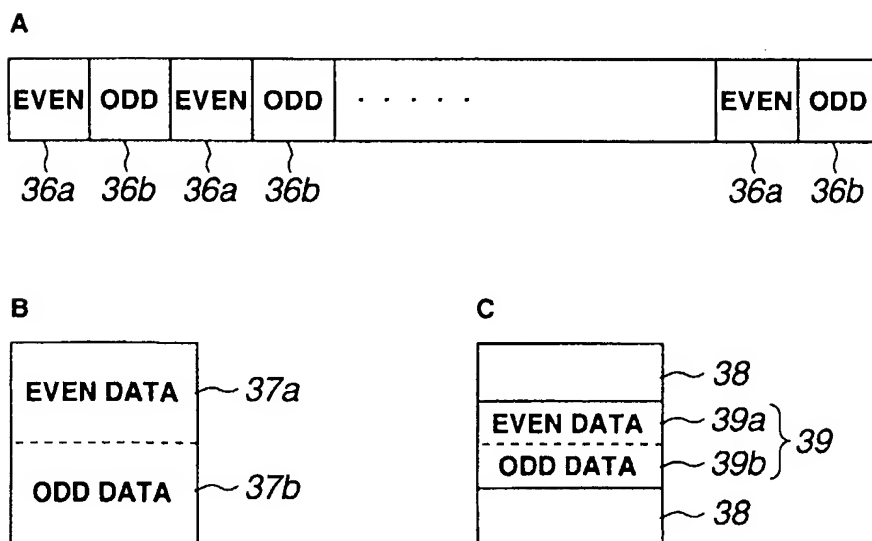 A
EVEN ODD EVEN ODD . . . . . EVEN ODD
36a 36b 36a 36b 36a 36b
B
EVEN DATA 37a
ODD DATA 37b
C
38
EVEN DATA 39a
ODD DATA 39b
39
38